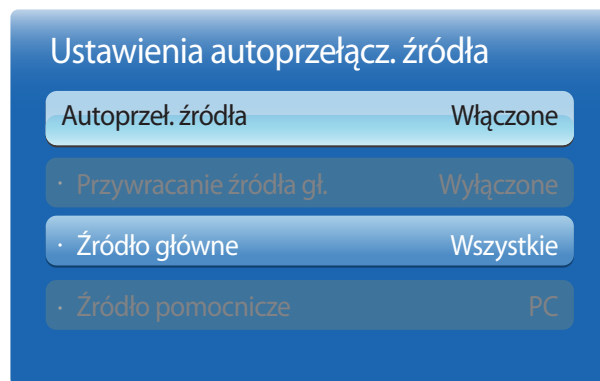 Ustawienia autoprzełącz. źródła
Autoprzeł. źródła Włączone
· Przywracanie źródła gł. Wyłączone
· Źródło główne Wszystkie
· Źródło pomocnicze PC